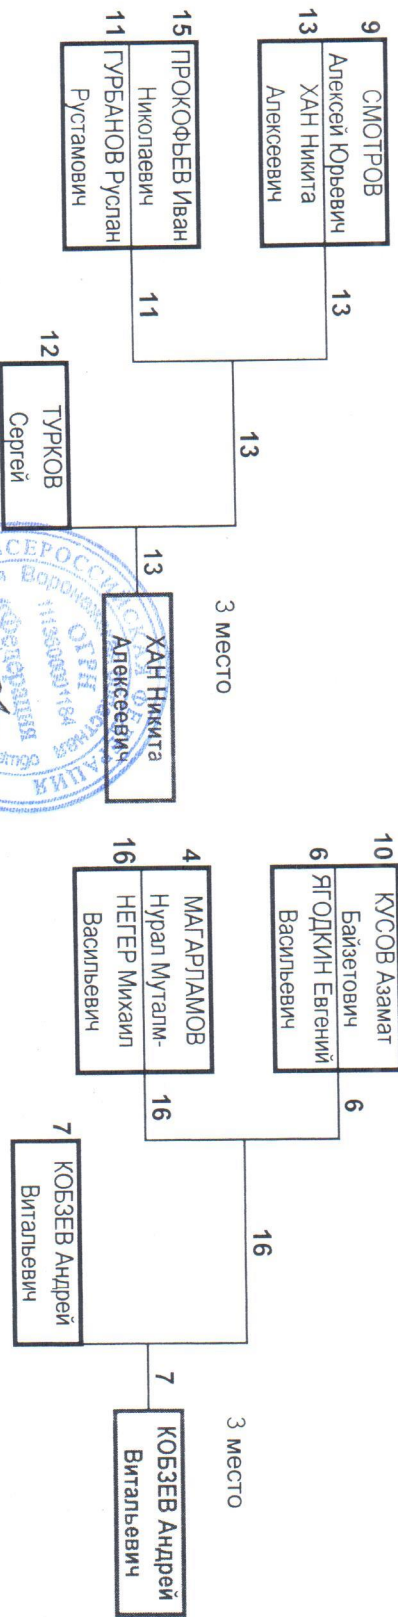 9 СМОТРОВ
Алексей Юрьевич
13 ХАН Никита
Алексеевич
13
15 ПРОКОФЬЕВ Иван
Николаевич
11 ГУРБАНОВ Руслан
Рустамович
11
13
12 ТУРКОВ
Сергей
13
3 место
ХАН Никита
Алексеевич
ОГРН
10 КУСОВ Азамат
Байзетович
6 ЯГОДКИН Евгений
Васильевич
6
4 МАГАРЛАМОВ
Нурал Муталм-
16 НЕГЕР Михаил
Васильевич
16
16
7 КОБЗЕВ Андрей
Витальевич
7
3 место
КОБЗЕВ Андрей
Витальевич